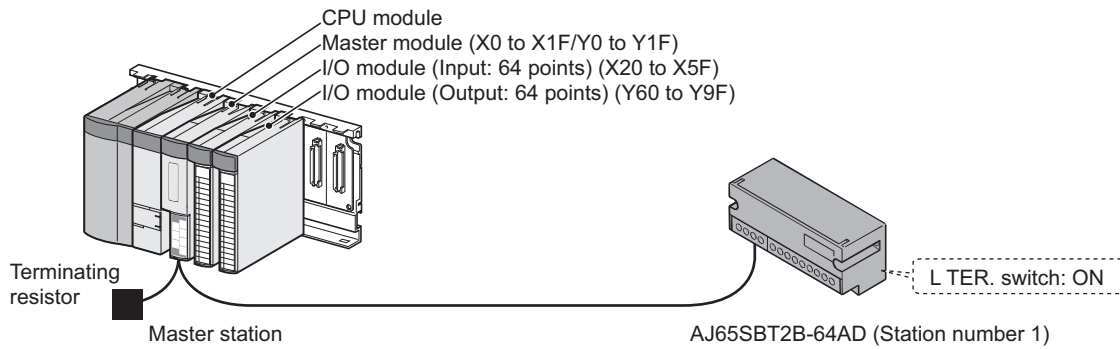 CPU module
Master module (X0 to X1F/Y0 to Y1F)
I/O module (Input: 64 points) (X20 to X5F)
I/O module (Output: 64 points) (Y60 to Y9F)
Terminating
resistor
L TER. switch: ON
Master station
AJ65SBT2B-64AD (Station number 1)